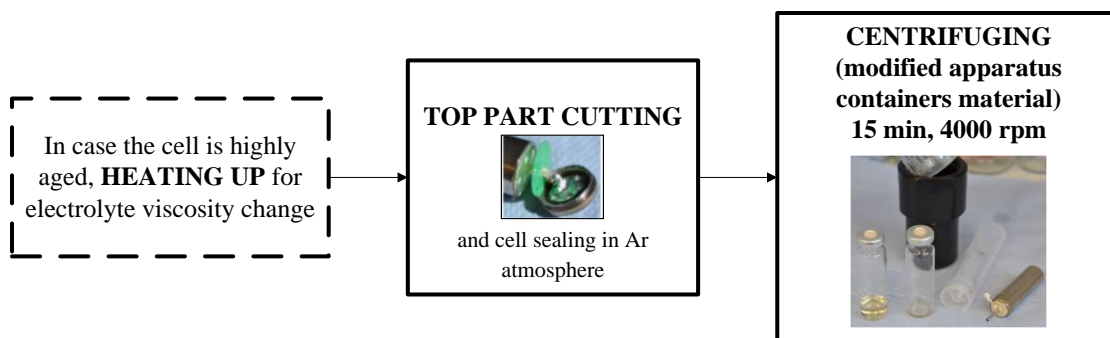 In case the cell is highly
aged, HEATING UP for
electrolyte viscosity change
TOP PART CUTTING
and cell sealing in Ar
atmosphere
CENTRIFUGING
(modified apparatus
containers material)
15 min, 4000 rpm